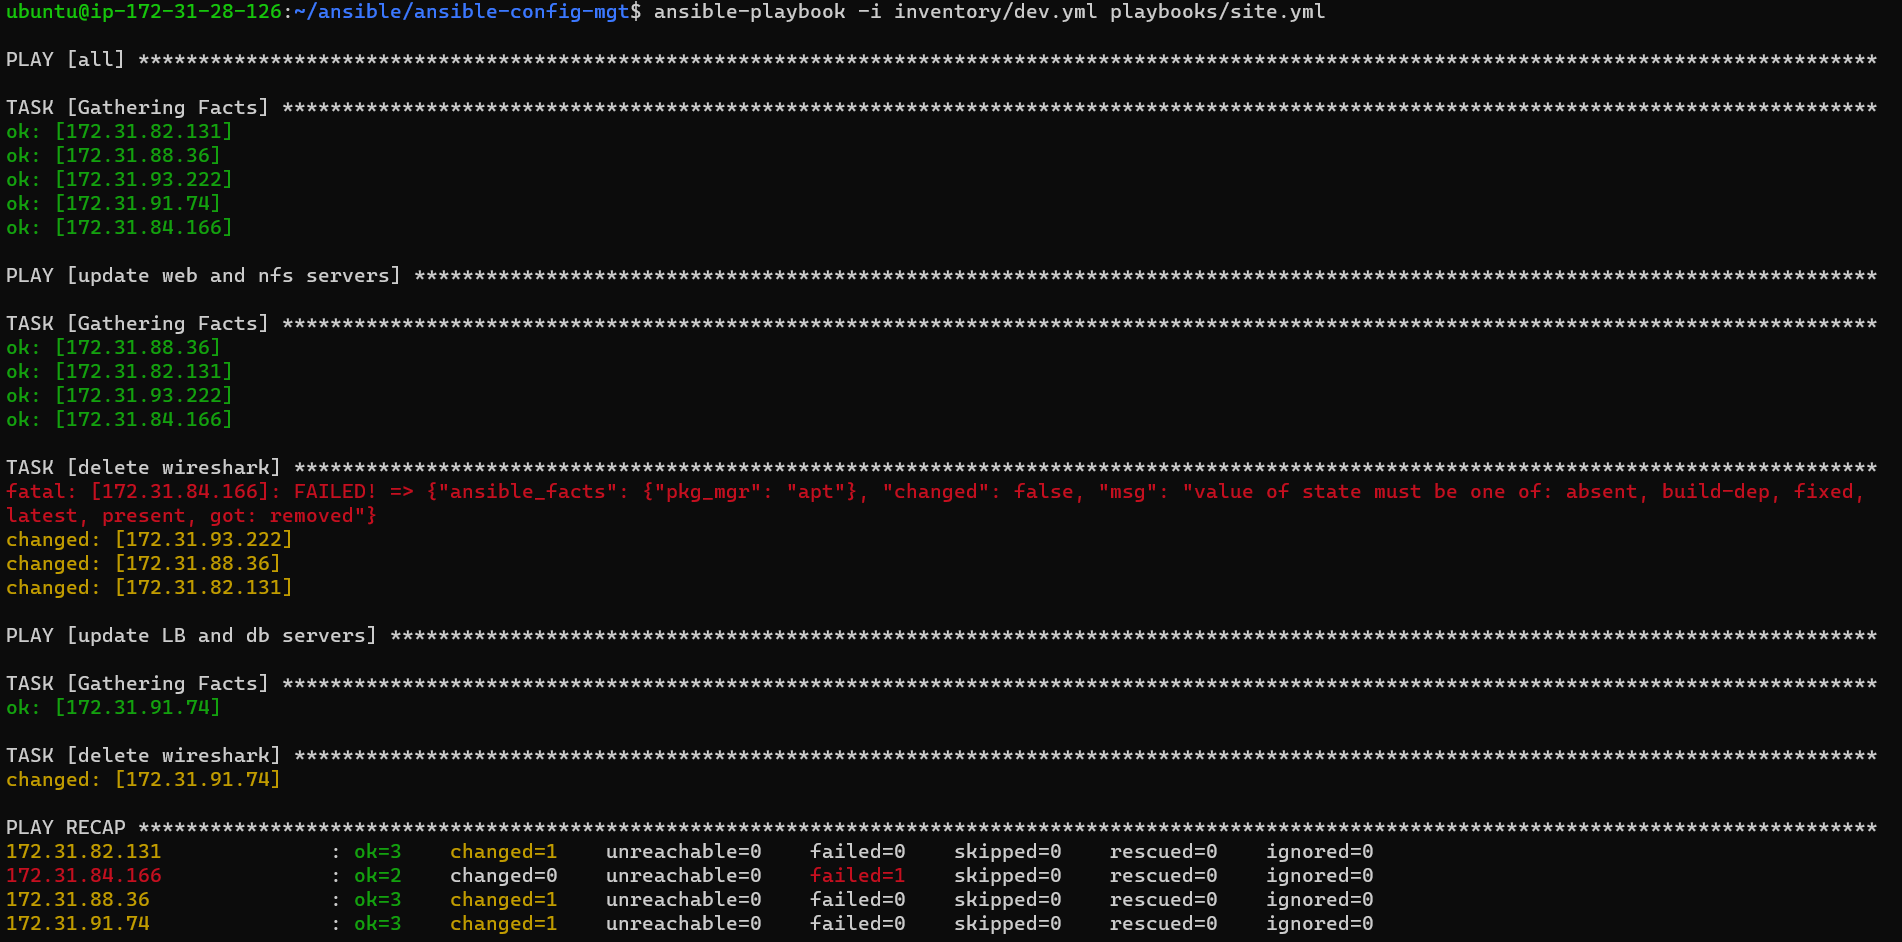 ubuntu@ip-172-31-28-126:~/ansible/ansible-config-mgt$ ansible-playbook -i inventory/dev.yml playbooks/site.yml
PLAY [all] *************************************************************************************************************************************************
TASK [Gathering Facts] *************************************************************************************************************************************
ok: [172.31.82.131]
ok: [172.31.88.36]
ok: [172.31.93.222]
ok: [172.31.91.74]
ok: [172.31.84.166]
PLAY [update web and nfs servers] **************************************************************************************************************************
TASK [Gathering Facts] *************************************************************************************************************************************
ok: [172.31.88.36]
ok: [172.31.82.131]
ok: [172.31.93.222]
ok: [172.31.84.166]
TASK [delete wireshark] ************************************************************************************************************************************
fatal: [172.31.84.166]: FAILED! => {"ansible_facts": {"pkg_mgr": "apt"}, "changed": false, "msg": "value of state must be one of: absent, build-dep, fixed,
latest, present, got: removed"}
changed: [172.31.93.222]
changed: [172.31.88.36]
changed: [172.31.82.131]
PLAY [update LB and db servers] ****************************************************************************************************************************
TASK [Gathering Facts] *************************************************************************************************************************************
ok: [172.31.91.74]
TASK [delete wireshark] ************************************************************************************************************************************
changed: [172.31.91.74]
PLAY RECAP *************************************************************************************************************************************************
172.31.82.131              : ok=3    changed=1    unreachable=0    failed=0    skipped=0    rescued=0    ignored=0
172.31.84.166              : ok=2    changed=0    unreachable=0    failed=1    skipped=0    rescued=0    ignored=0
172.31.88.36               : ok=3    changed=1    unreachable=0    failed=0    skipped=0    rescued=0    ignored=0
172.31.91.74               : ok=3    changed=1    unreachable=0    failed=0    skipped=0    rescued=0    ignored=0